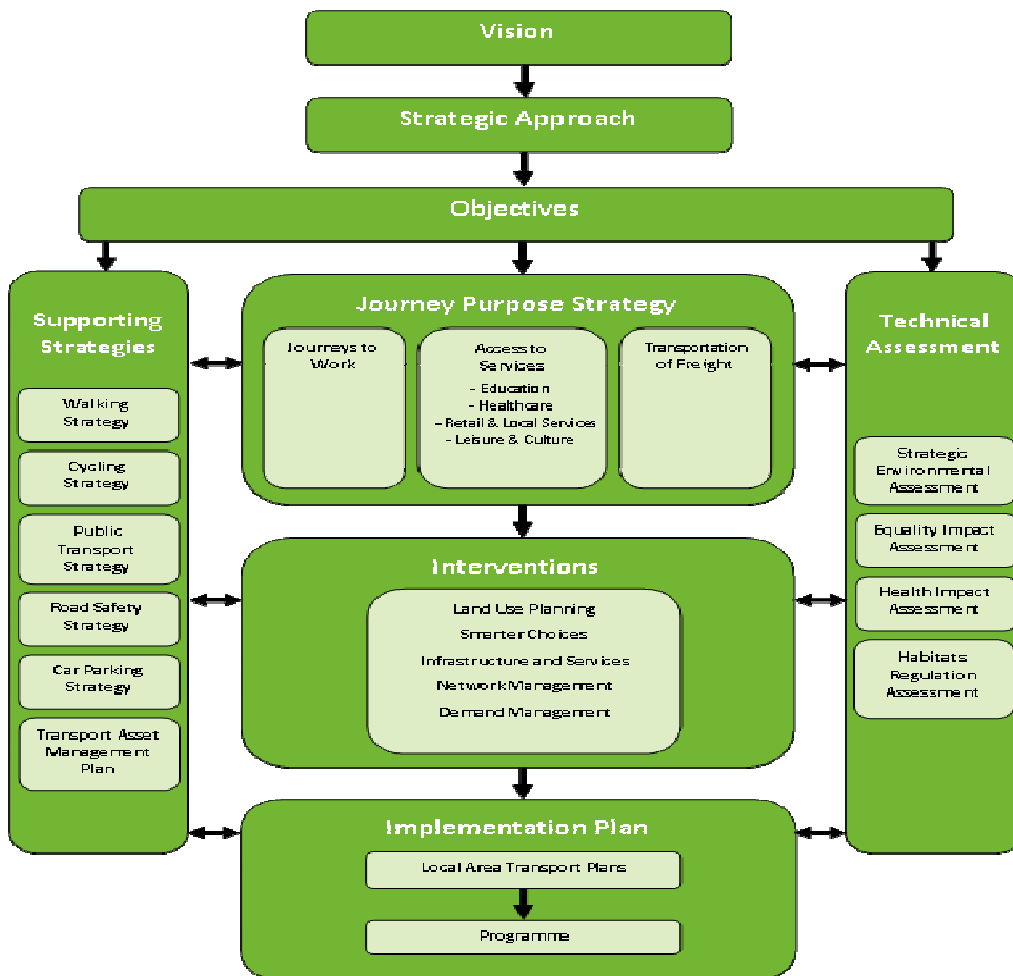 Vision
Strategic Approach
Objectives
Supporting
Strategies
Walking
Strategy
Cycling
Strategy
Public
Transport
Strategy
Road Safety
Strategy
Car Parking
Strategy
Transport Asset
Management
Plan
Journey Purpose Strategy
Journeys to
Work
Access to
Services
- Education
- Healthcare
- Retail & Local Services
- Leisure & Culture
Transportation
of Freight
Interventions
Land Use Planning
Smarter Choices
Infrastructure and Services
Network Management
Demand Management
Implementation Plan
Local Area Transport Plans
Programme
Technical
Assessment
Strategic
Environmental
Assessment
Equality Impact
Assessment
Health Impact
Assessment
Habitats
Regulation
Assessment